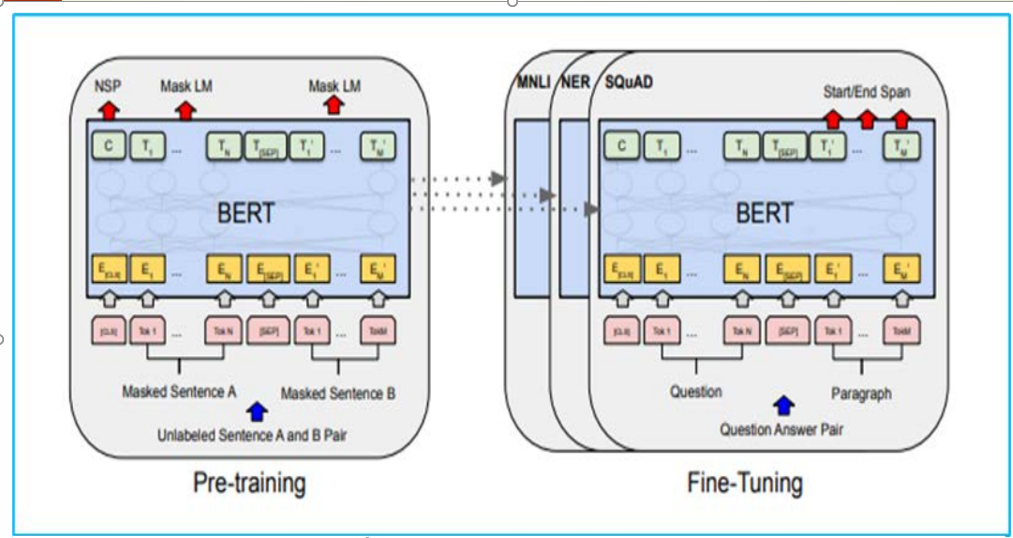 NSP Mask LM Mask LM
C T1 ... TN T[SEP] T1' ... TM'
BERT
E[CLS] E1 ... EN E[SEP] E1' ... EM'
[CLS] Tok 1 ... Tok N [SEP] Tok 1 ... TokM
Masked Sentence A Masked Sentence B
Unlabeled Sentence A and B Pair
Pre-training
MNLI NER SQuAD
Start/End Span
C T1 ... TN T[SEP] T1' ... TM'
BERT
E[CLS] E1 ... EN E[SEP] E1' ... EM'
[CLS] Tok 1 ... Tok N [SEP] Tok 1 ... TokM
Question Paragraph
Question Answer Pair
Fine-Tuning